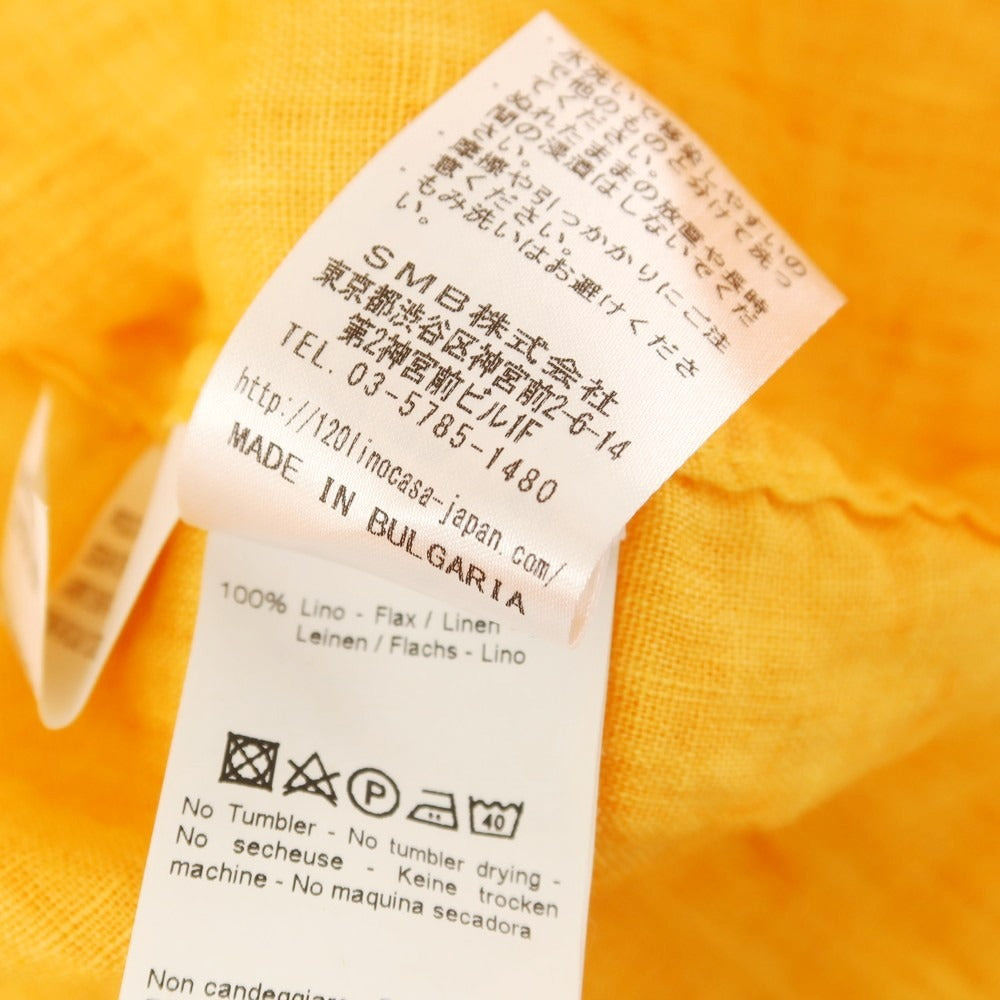 ・水洗いで移染しやすいの
で他のものと分けて洗っ
てください。
・ぬれたままの放置や長時
間の浸漬はしないでくだ
さい。
・摩擦や引っかかりにご注
意ください。
・もみ洗いはお避けくださ
い。
SMB株式会社
東京都渋谷区神宮前2-6-14
第2神宮前ビル1F
TEL. 03-5785-1480
http://120linocasa-japan.com/
MADE IN BULGARIA
100% Lino - Flax / Linen
Leinen / Flachs - Lino
P
40
No Tumbler - No tumbler drying -
No secheuse - Keine trocken
machine - No maquina secadora
Non candeggiare